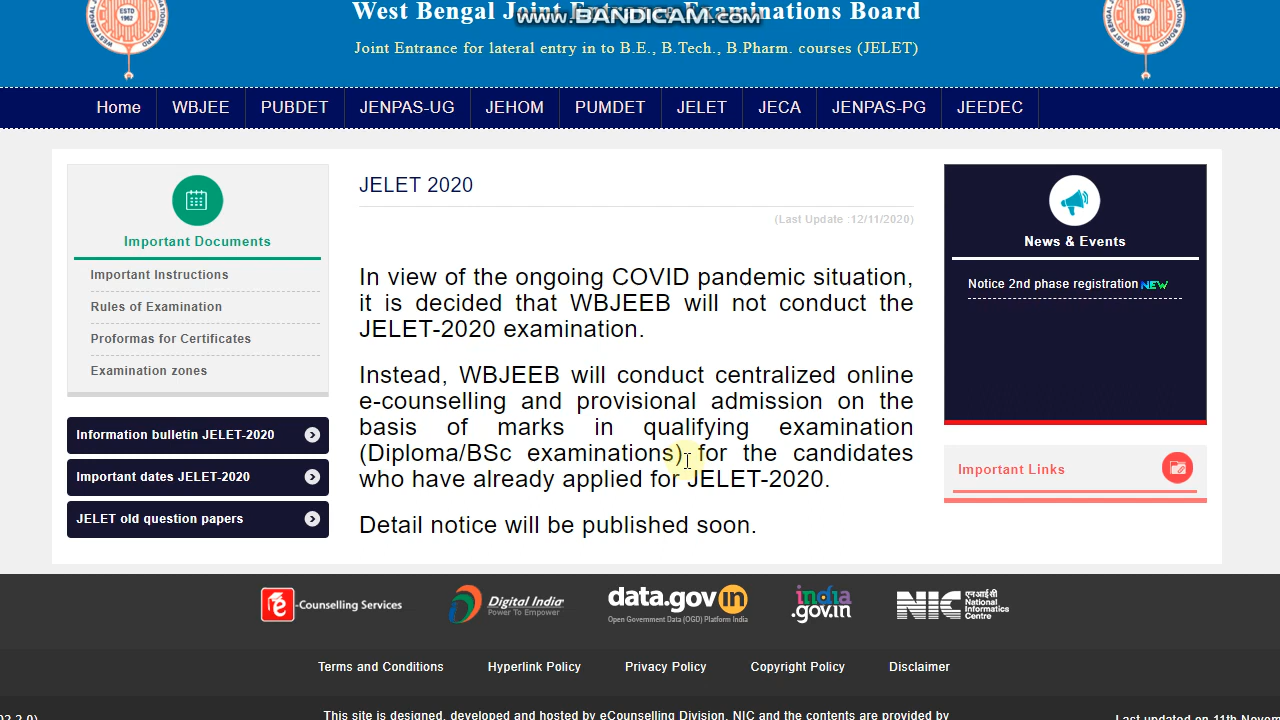 West Bengal Joint Entrance Examinations Board
www.BANDICAM.com
Joint Entrance for lateral entry in to B.E., B.Tech., B.Pharm. courses (JELET)
Home WBJEE PUBDET JENPAS-UG JEHOM PUMDET JELET JECA JENPAS-PG JEEDEC
Important Documents
Important Instructions
Rules of Examination
Proformas for Certificates
Examination zones
Information bulletin JELET-2020
Important dates JELET-2020
JELET old question papers
JELET 2020
(Last Update :12/11/2020)
In view of the ongoing COVID pandemic situation,
it is decided that WBJEEB will not conduct the
JELET-2020 examination.
Instead, WBJEEB will conduct centralized online
e-counselling and provisional admission on the
basis of marks in qualifying examination
(Diploma/BSc examinations) for the candidates
who have already applied for JELET-2020.
Detail notice will be published soon.
News & Events
Notice 2nd phase registration NEW
Important Links
e-Counselling Services
Digital India
Power To Empower
data.gov in
Open Government Data (OGD) Platform India
india
.gov.in
NIC एन आई सी
National
Informatics
Centre
Terms and Conditions Hyperlink Policy Privacy Policy Copyright Policy Disclaimer
This site is designed, developed and hosted by eCounselling Division, NIC and the contents are provided by
Last updated on 11th